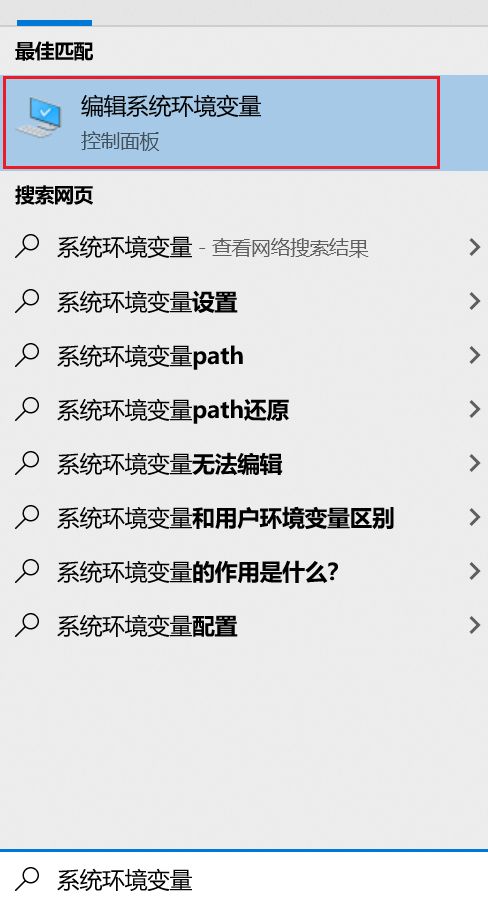 最佳匹配
编辑系统环境变量
控制面板
搜索网页
系统环境变量 - 查看网络搜索结果
系统环境变量设置
系统环境变量path
系统环境变量path还原
系统环境变量无法编辑
系统环境变量和用户环境变量区别
系统环境变量的作用是什么?
系统环境变量配置
系统环境变量